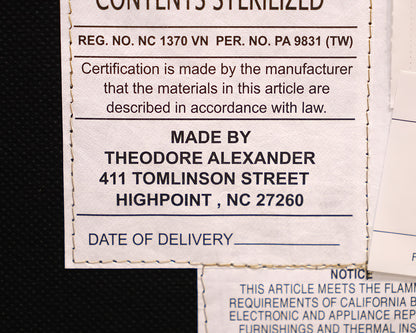 CONTENTS STERILIZED
REG. NO. NC 1370 VN PER. NO. PA 9831 (TW)
Certification is made by the manufacturer
that the materials in this article are
described in accordance with law.
MADE BY
THEODORE ALEXANDER
411 TOMLINSON STREET
HIGHPOINT , NC 27260
DATE OF DELIVERY
NOTICE
THIS ARTICLE MEETS THE FLAMM
REQUIREMENTS OF CALIFORNIA B
ELECTRONIC AND APPLIANCE REP
FURNISHINGS AND THERMAL IN